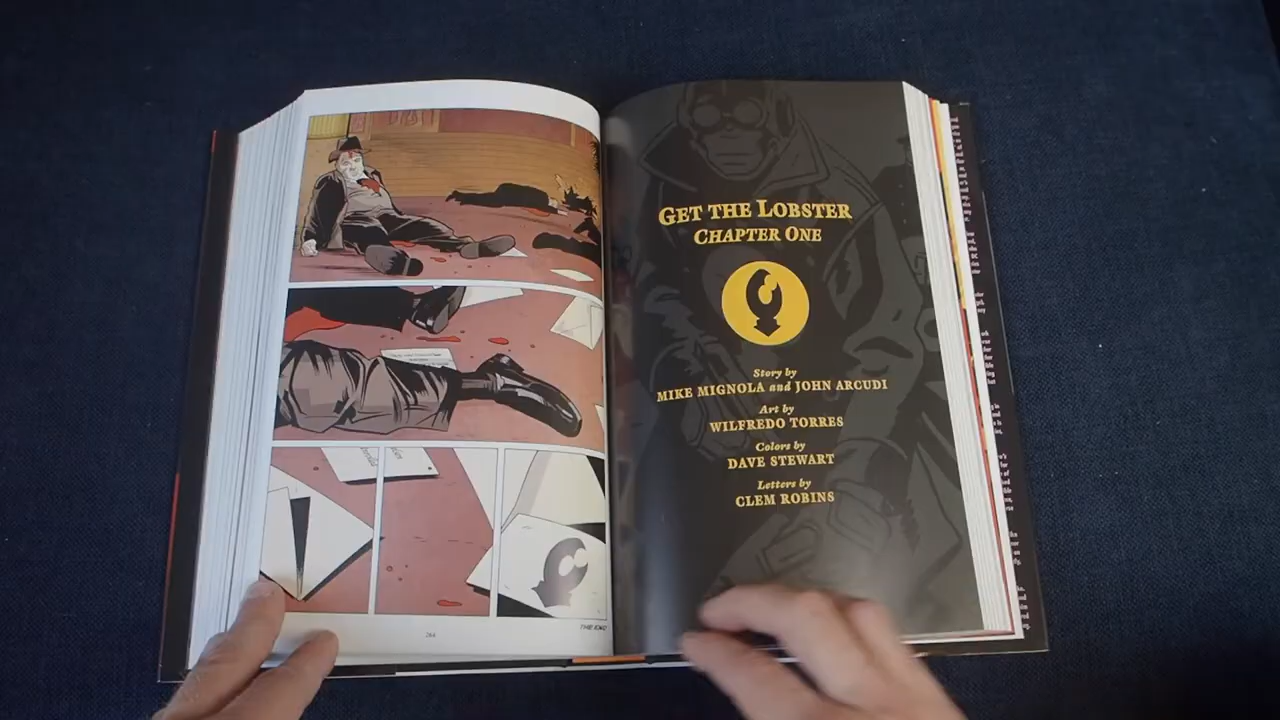 THE END
264
GET THE LOBSTER
CHAPTER ONE
Story by
MIKE MIGNOLA and JOHN ARCUDI
Art by
WILFREDO TORRES
Colors by
DAVE STEWART
Letters by
CLEM ROBINS